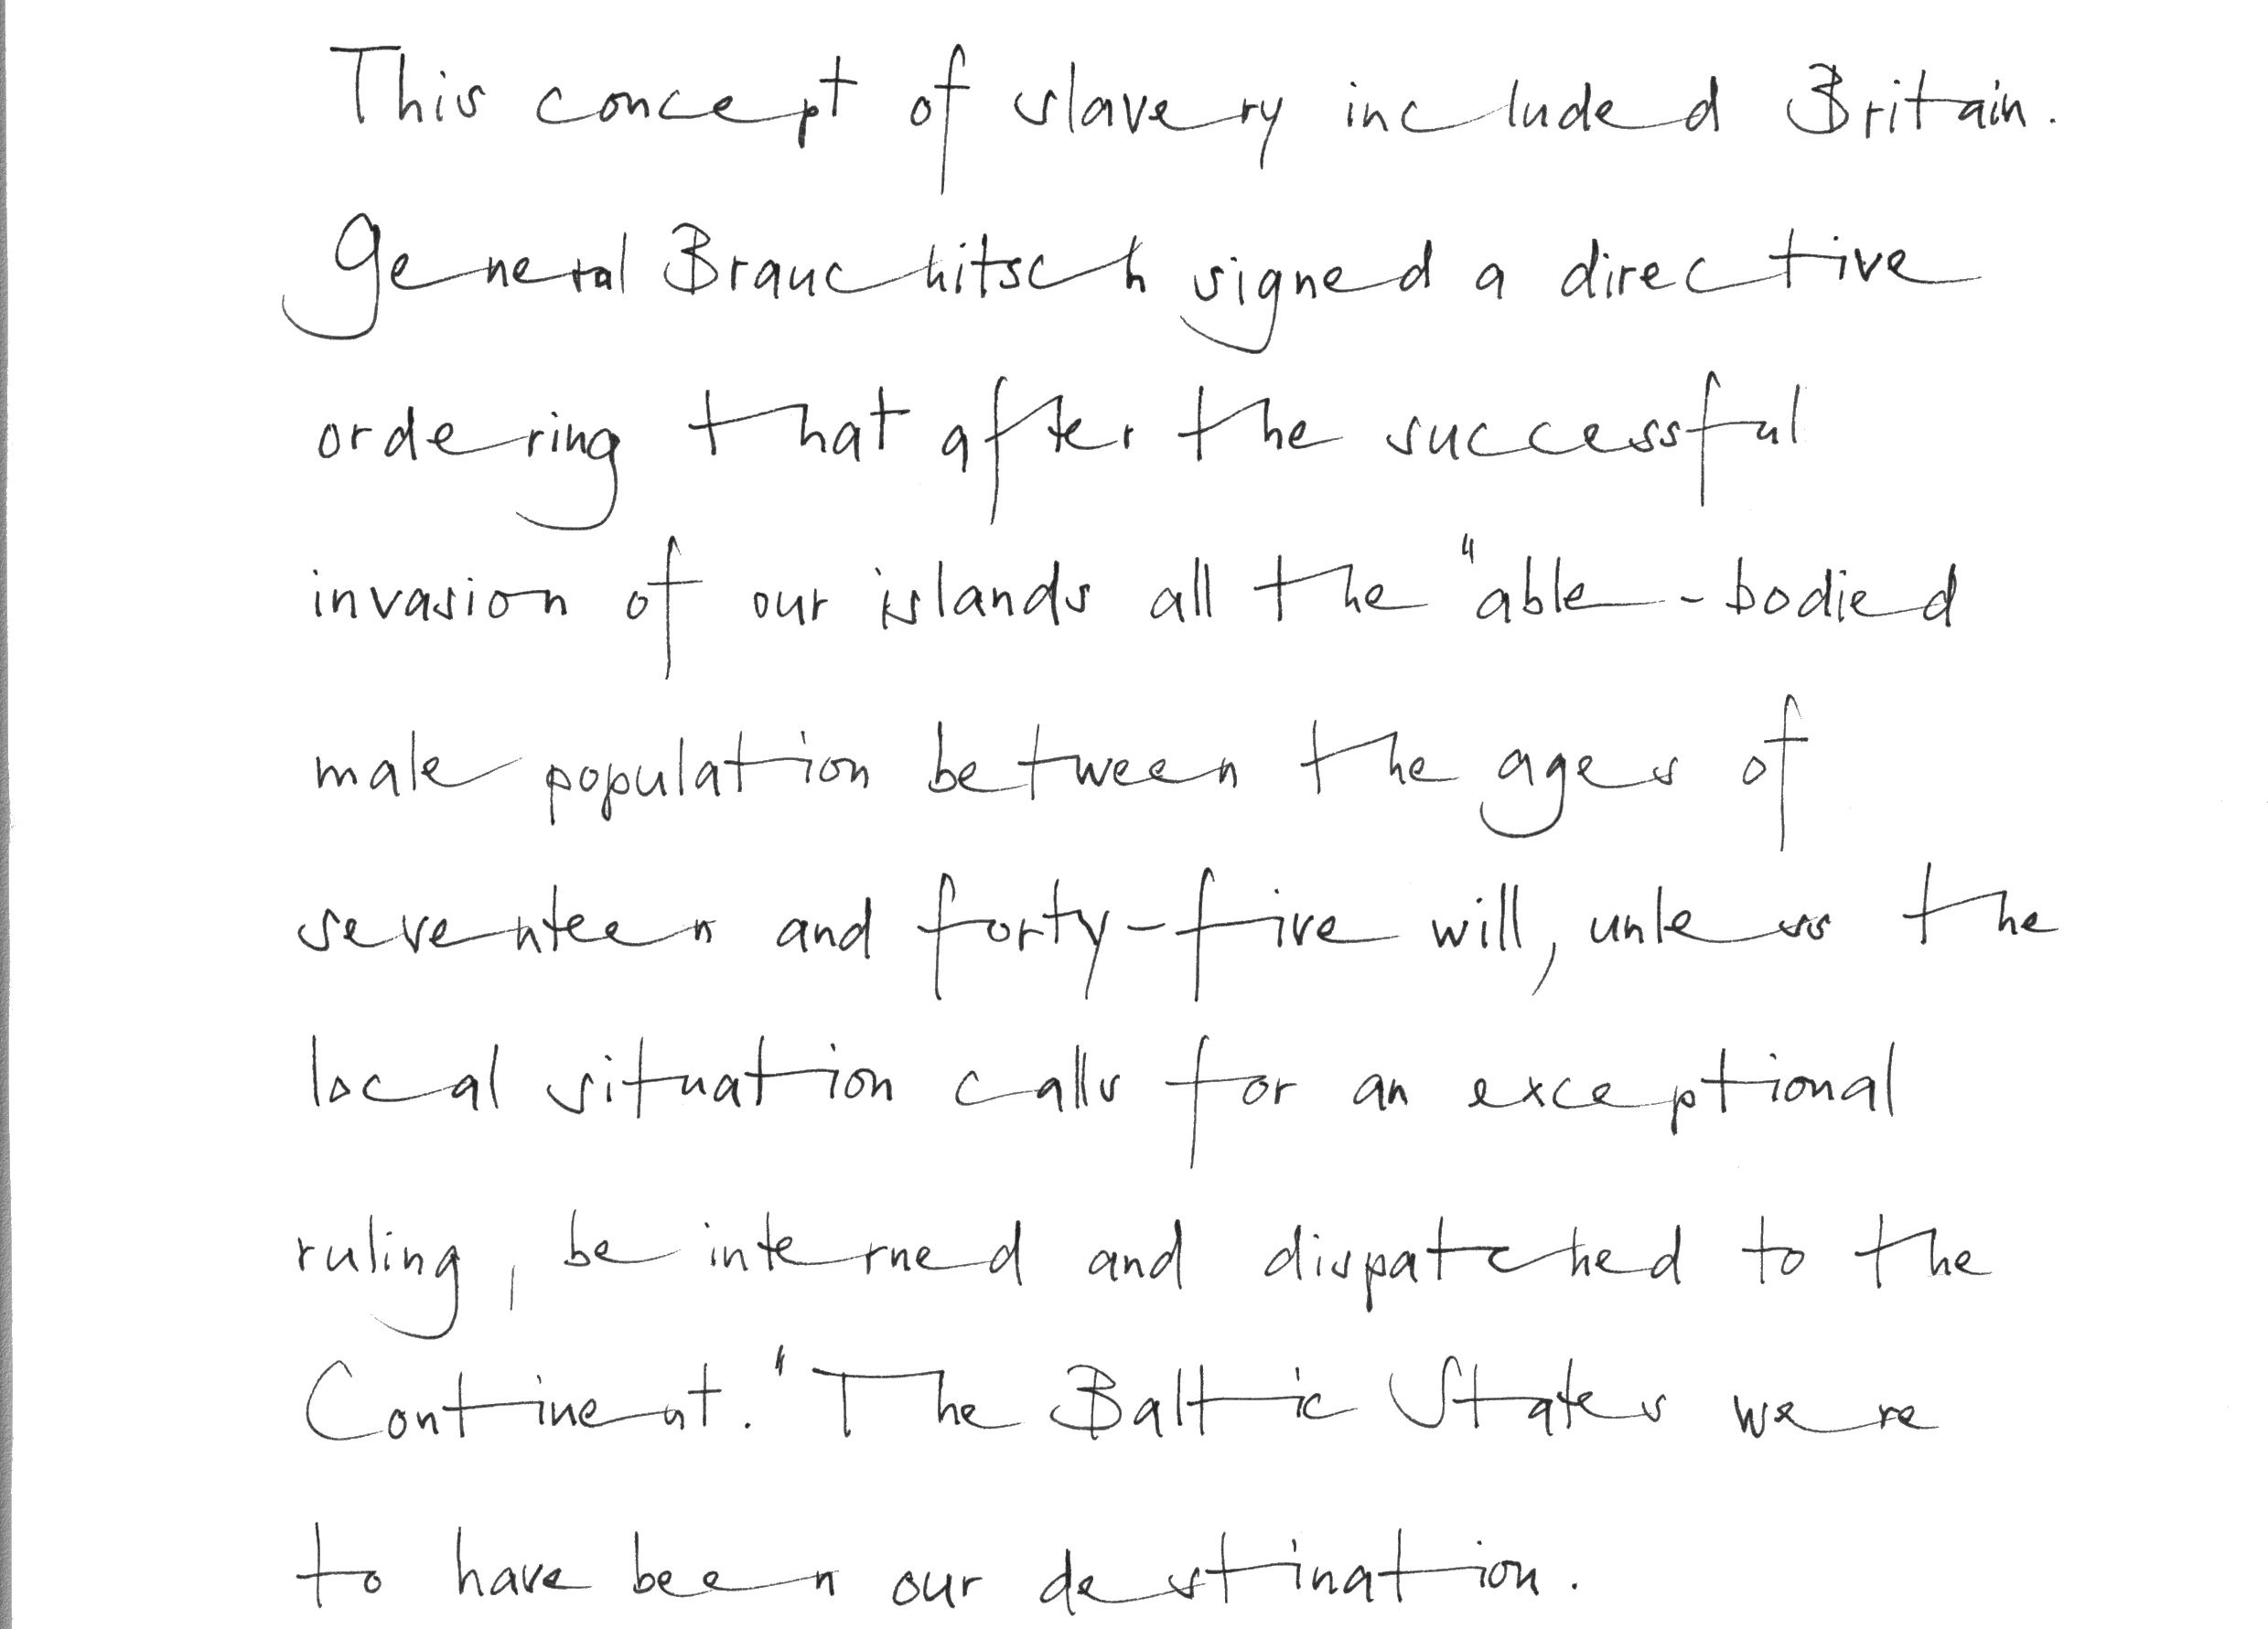 This concept of slavery included Britain.
General Brauchitsch signed a directive
ordering that after the successful
invasion of our islands all the "able-bodied
male population between the ages of
seventeen and forty-five will, unless the
local situation calls for an exceptional
ruling, be interned and dispatched to the
Continent." The Baltic States were
to have been our destination.